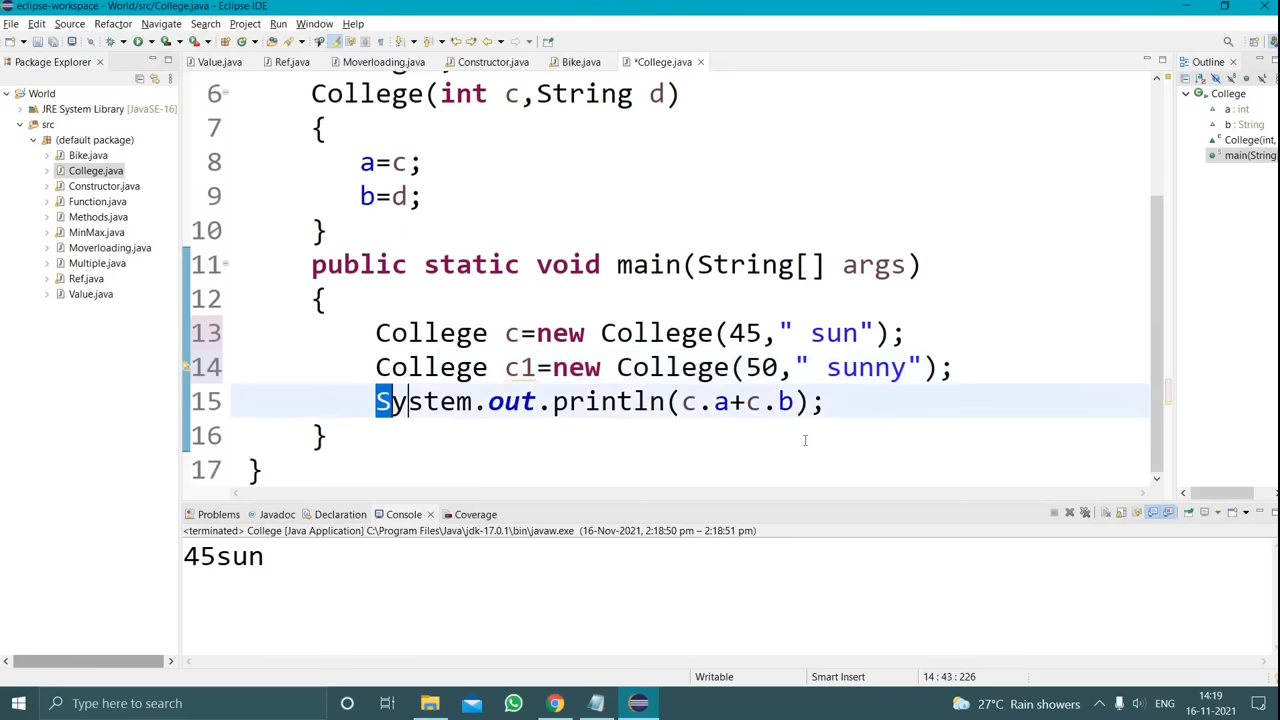 eclipse-workspace - World/src/College.java - Eclipse IDE
File Edit Source Refactor Navigate Search Project Run Window Help
Package Explorer
Value.java Ref.java Moverloading.java Constructor.java Bike.java *College.java
Outline
World
JRE System Library [JavaSE-16]
src
(default package)
Bike.java
College.java
Constructor.java
Function.java
Methods.java
MinMax.java
Moverloading.java
Multiple.java
Ref.java
Value.java
6 College(int c,String d)
7 {
8 a=c;
9 b=d;
10 }
11 public static void main(String[] args)
12 {
13 College c=new College(45," sun");
14 College c1=new College(50," sunny");
15 System.out.println(c.a+c.b);
16 }
17 }
College
a : int
b : String
College(int,
main(String
Problems Javadoc Declaration Console Coverage
<terminated> College [Java Application] C:\Program Files\Java\jdk-17.0.1\bin\javaw.exe (16-Nov-2021, 2:18:50 pm – 2:18:51 pm)
45sun
Writable Smart Insert 14 : 43 : 226
Type here to search
27°C Rain showers
ENG
14:19
16-11-2021